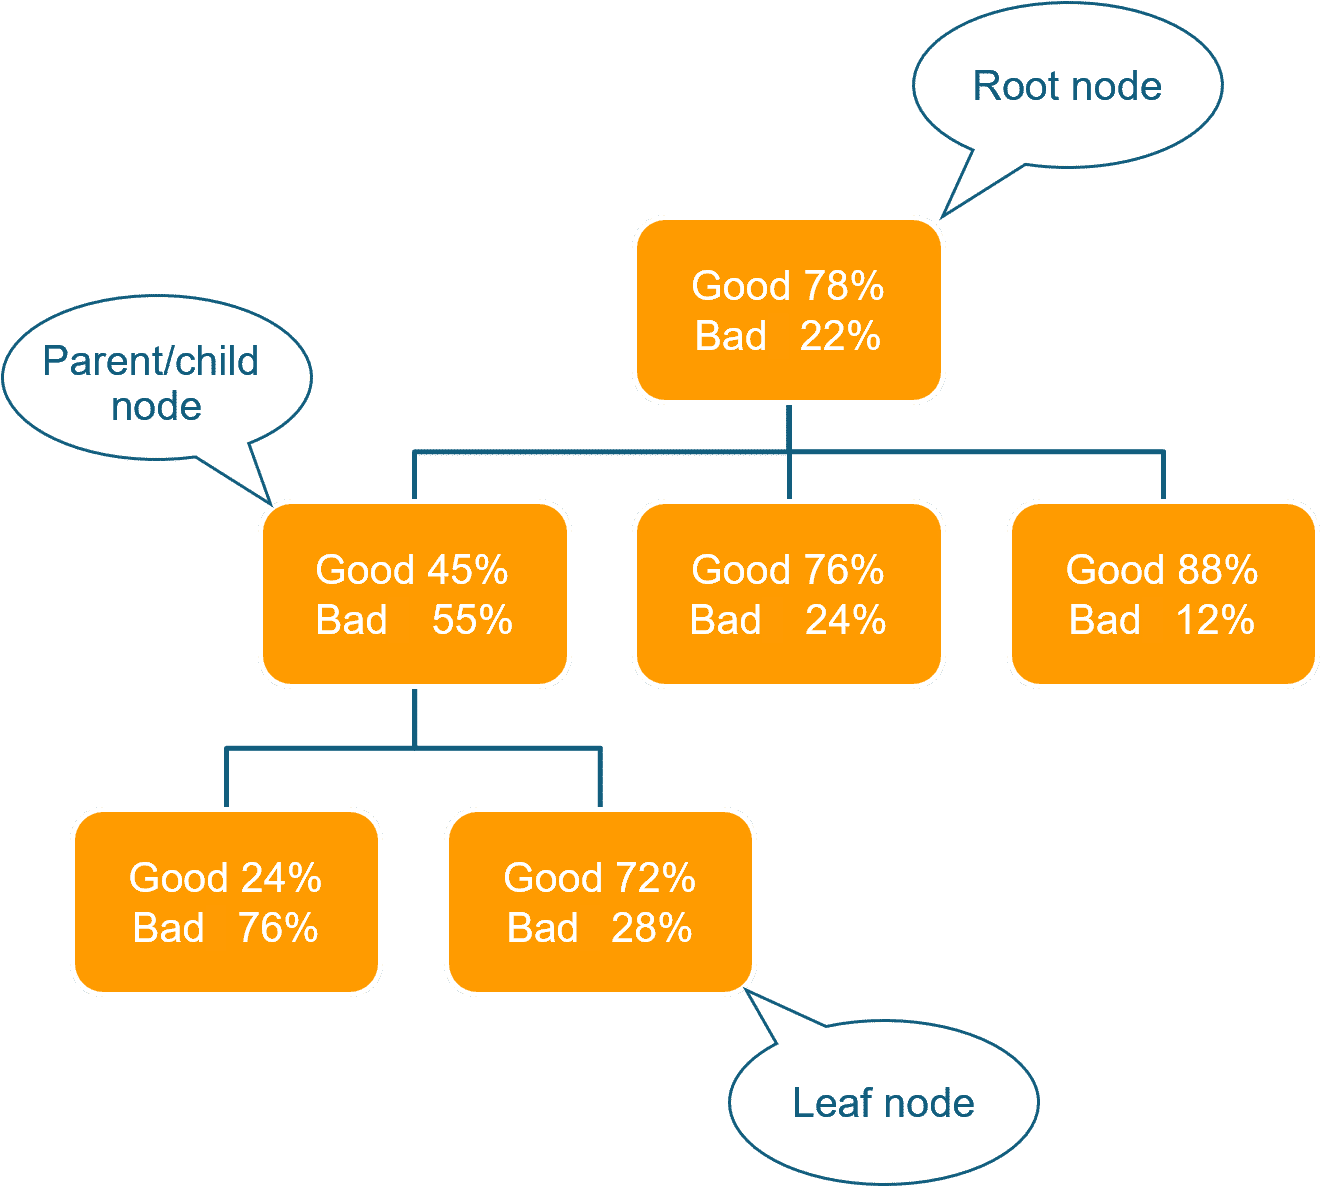 Root node
Good 78%
Bad 22%
Parent/child
node
Good 45%
Bad 55%
Good 76%
Bad 24%
Good 88%
Bad 12%
Good 24%
Bad 76%
Good 72%
Bad 28%
Leaf node